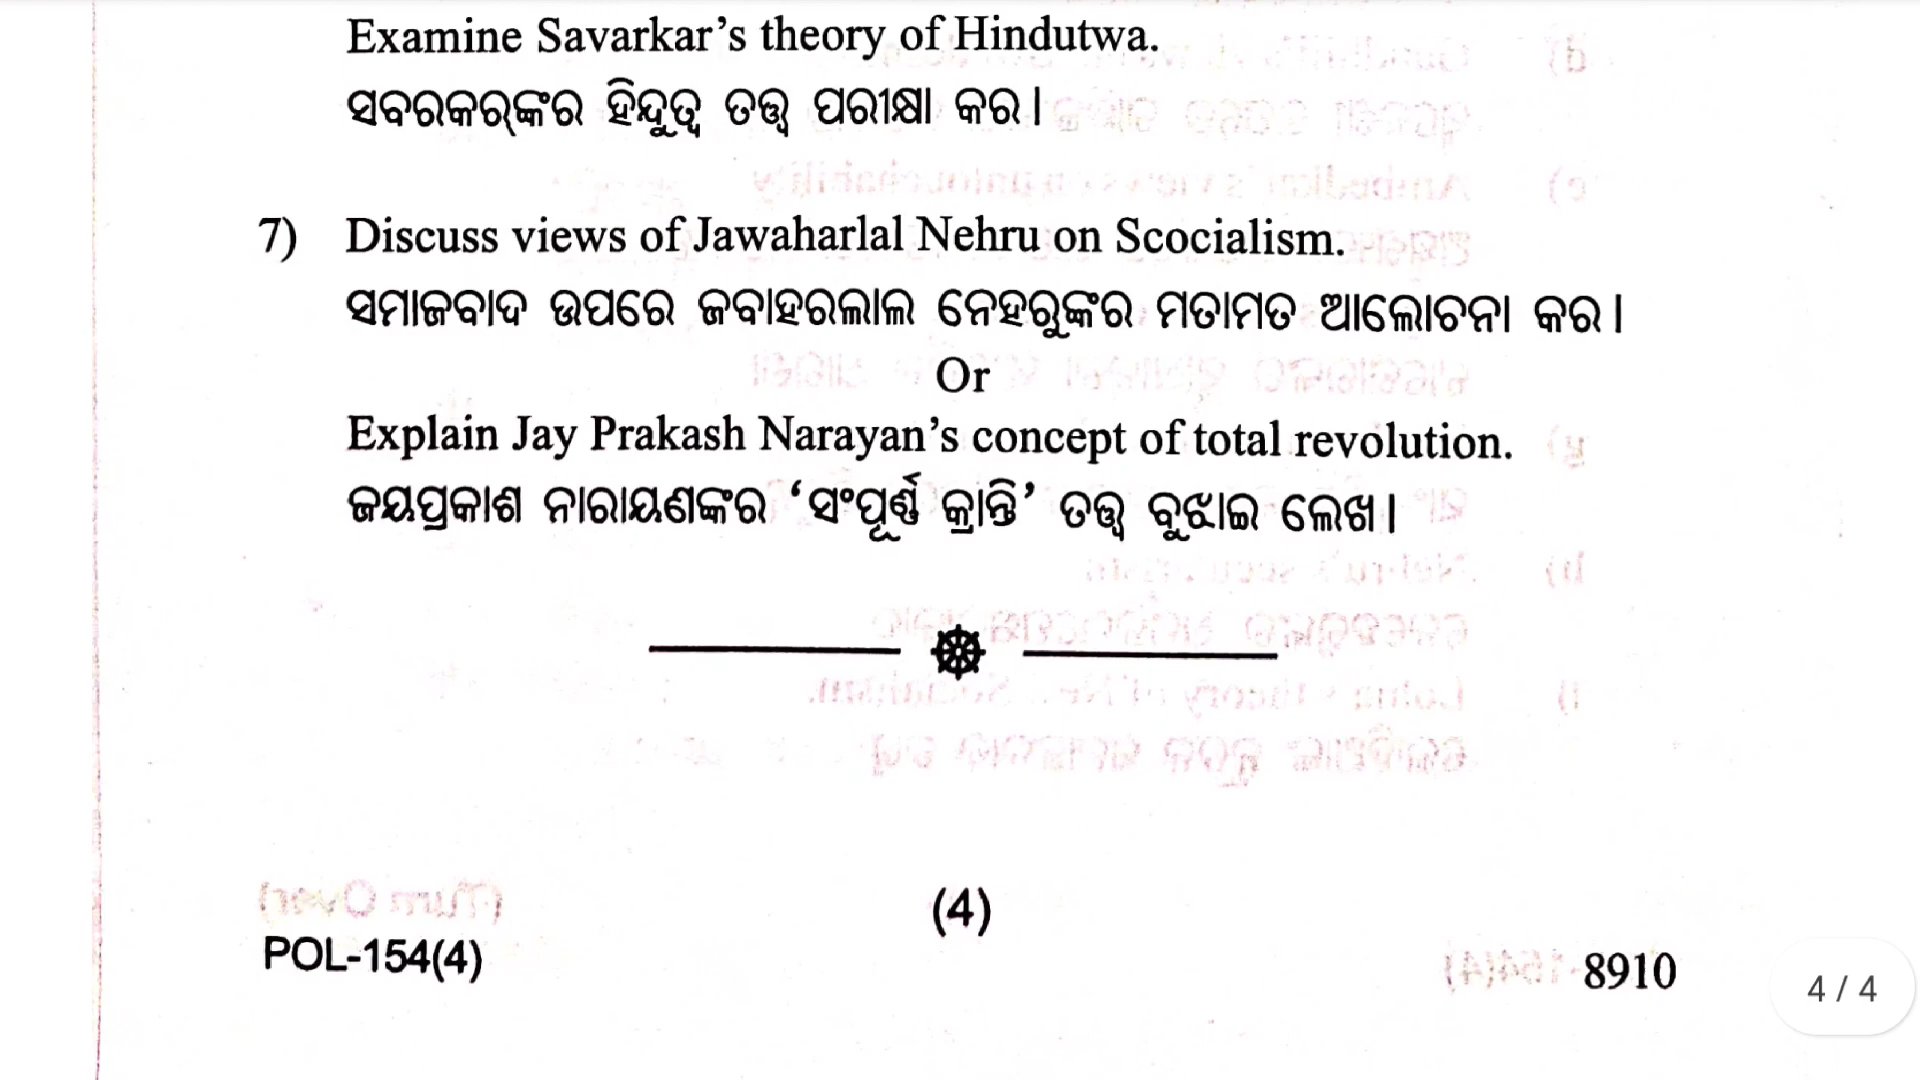 Examine Savarkar's theory of Hindutwa.
ସବରକର୍‌ଙ୍କର ହିନ୍ଦୁତ୍ୱ ତତ୍ତ୍ୱ ପରୀକ୍ଷା କର।
7) Discuss views of Jawaharlal Nehru on Scocialism.
ସମାଜବାଦ ଉପରେ ଜବାହରଲାଲ ନେହରୁଙ୍କର ମତାମତ ଆଲୋଚନା କର।
Or
Explain Jay Prakash Narayan's concept of total revolution.
ଜୟପ୍ରକାଶ ନାରାୟଣଙ୍କର ‘ସଂପୂର୍ଣ୍ଣ କ୍ରାନ୍ତି’ ତତ୍ତ୍ୱ ବୁଝାଇ ଲେଖ।
(4)
POL-154(4)
8910
4 / 4